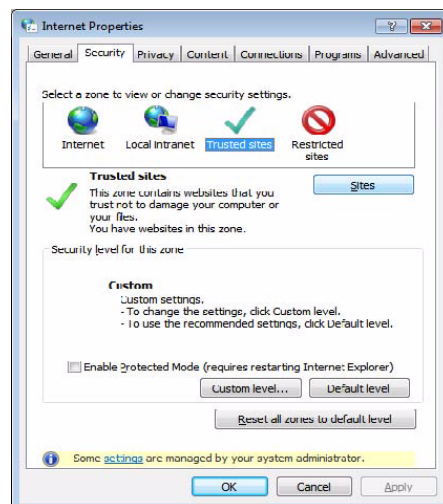 Internet Properties
General Security Privacy Content Connections Programs Advanced
Select a zone to view or change security settings.
Internet Local intranet Trusted sites Restricted sites
Trusted sites
Sites
This zone contains websites that you
trust not to damage your computer or
your files.
You have websites in this zone.
Security level for this zone
Custom
Custom settings.
- To change the settings, click Custom level.
- To use the recommended settings, click Default level.
Enable Protected Mode (requires restarting Internet Explorer)
Custom level... Default level
Reset all zones to default level
Some settings are managed by your system administrator.
OK Cancel Apply